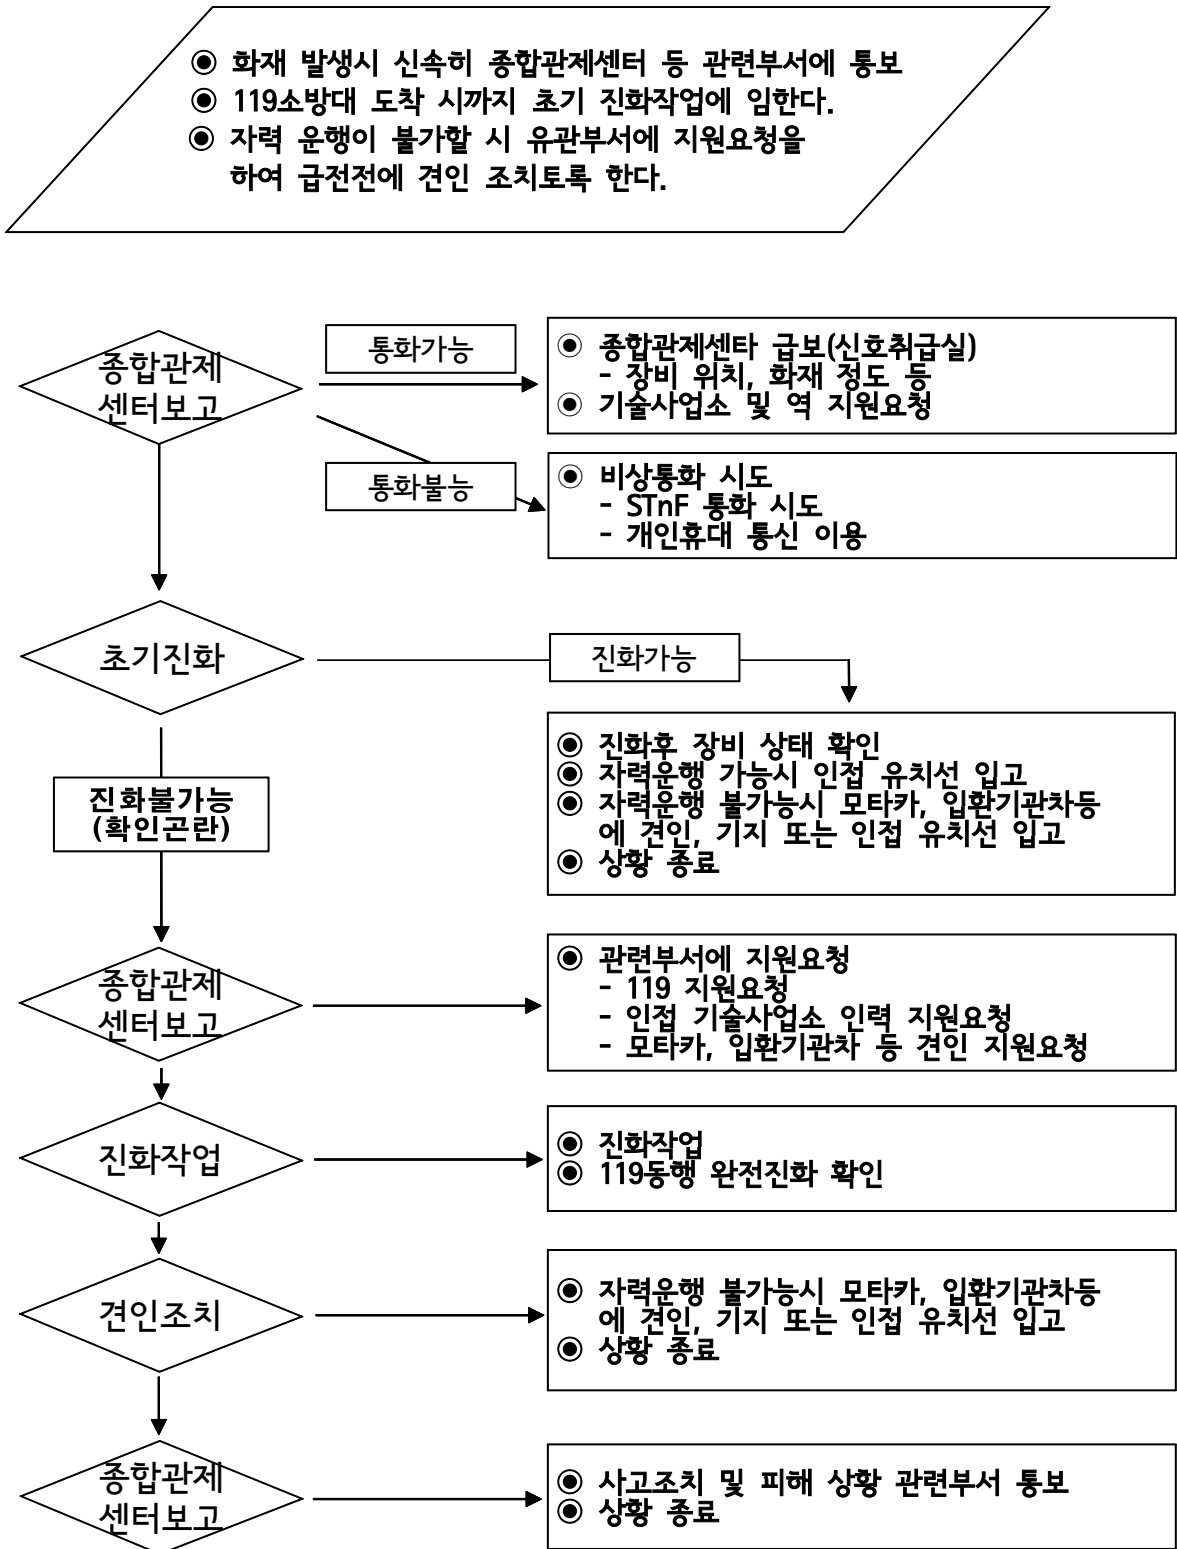 ◉ 화재 발생시 신속히 종합관제센터 등 관련부서에 통보
◉ 119소방대 도착 시까지 초기 진화작업에 임한다.
◉ 자력 운행이 불가할 시 유관부서에 지원요청을
하여 급전전에 견인 조치토록 한다.
종합관제
센터보고
통화가능
◉ 종합관제센타 급보(신호취급실)
- 장비 위치, 화재 정도 등
◉ 기술사업소 및 역 지원요청
통화불능
◉ 비상통화 시도
- STnF 통화 시도
- 개인휴대 통신 이용
초기진화
진화가능
◉ 진화후 장비 상태 확인
◉ 자력운행 가능시 인접 유치선 입고
◉ 자력운행 불가능시 모타카, 입환기관차등
에 견인, 기지 또는 인접 유치선 입고
◉ 상황 종료
진화불가능
(확인곤란)
종합관제
센터보고
◉ 관련부서에 지원요청
- 119 지원요청
- 인접 기술사업소 인력 지원요청
- 모타카, 입환기관차 등 견인 지원요청
진화작업
◉ 진화작업
◉ 119동행 완전진화 확인
견인조치
◉ 자력운행 불가능시 모타카, 입환기관차등
에 견인, 기지 또는 인접 유치선 입고
◉ 상황 종료
종합관제
센터보고
◉ 사고조치 및 피해 상황 관련부서 통보
◉ 상황 종료